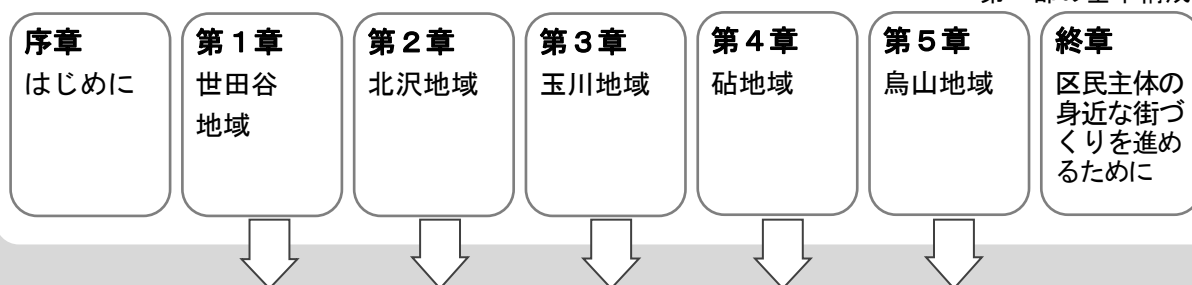 序章
はじめに
第1章
世田谷
地域
第2章
北沢地域
第3章
玉川地域
第4章
砧地域
第5章
烏山地域
終章
区民主体の
身近な街づ
くりを進め
るために